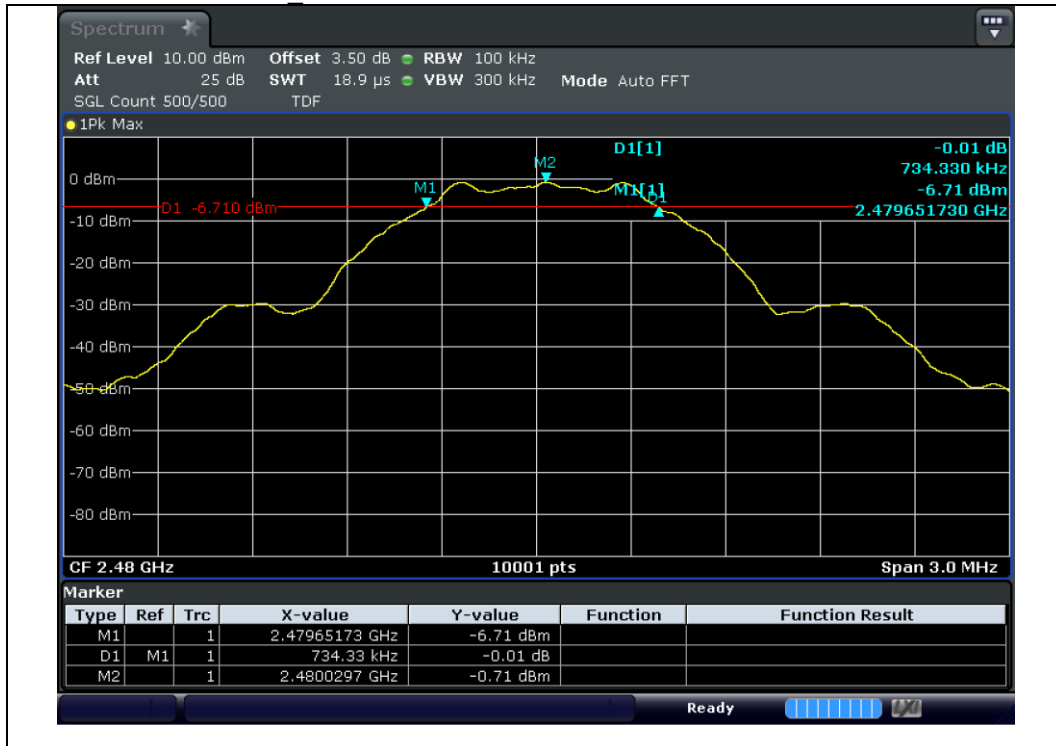 Spectrum
Ref Level 10.00 dBm Offset 3.50 dB RBW 100 kHz
Att 25 dB SWT 18.9 µs VBW 300 kHz Mode Auto FFT
SGL Count 500/500 TDF
1Pk Max
D1[1] -0.01 dB
734.330 kHz
M1[1] -6.71 dBm
2.479651730 GHz
M2
M1
D1
0 dBm
D1 -6.710 dBm
-10 dBm
-20 dBm
-30 dBm
-40 dBm
-50 dBm
-60 dBm
-70 dBm
-80 dBm
CF 2.48 GHz 10001 pts Span 3.0 MHz
Marker
Type Ref Trc X-value Y-value Function Function Result
M1 1 2.47965173 GHz -6.71 dBm
D1 M1 1 734.33 kHz -0.01 dB
M2 1 2.4800297 GHz -0.71 dBm
Ready LXI